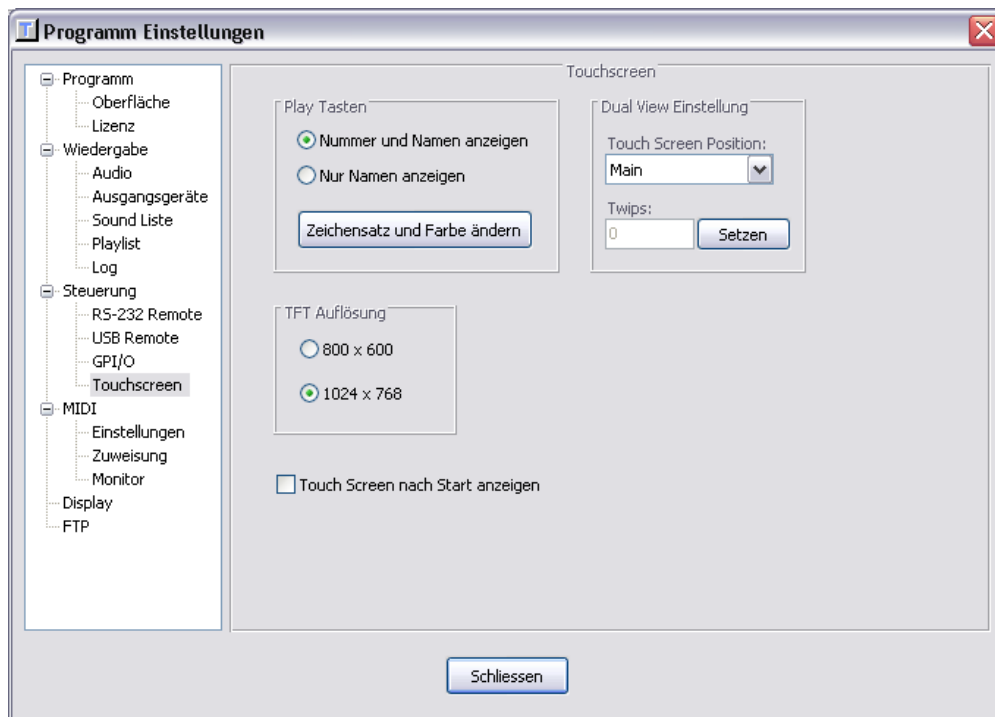 Programm Einstellungen
Programm
Oberfläche
Lizenz
Wiedergabe
Audio
Ausgangsgeräte
Sound Liste
Playlist
Log
Steuerung
RS-232 Remote
USB Remote
GPI/O
Touchscreen
MIDI
Einstellungen
Zuweisung
Monitor
Display
FTP
Touchscreen
Play Tasten
Nummer und Namen anzeigen
Nur Namen anzeigen
Zeichensatz und Farbe ändern
Dual View Einstellung
Touch Screen Position:
Main
Twips:
0
Setzen
TFT Auflösung
800 x 600
1024 x 768
Touch Screen nach Start anzeigen
Schliessen